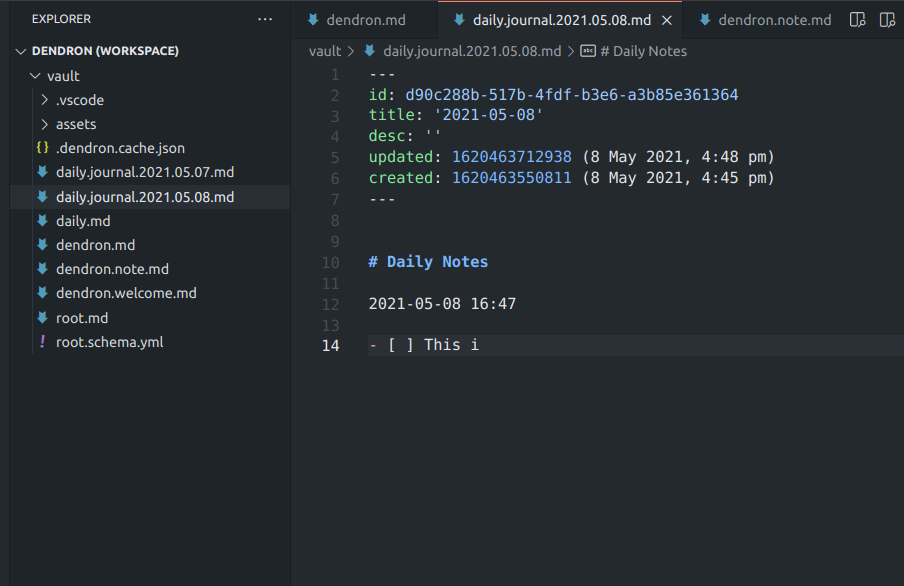 EXPLORER
···
DENDRON (WORKSPACE)
vault
.vscode
assets
{} .dendron.cache.json
daily.journal.2021.05.07.md
daily.journal.2021.05.08.md
daily.md
dendron.md
dendron.note.md
dendron.welcome.md
root.md
! root.schema.yml
dendron.md
daily.journal.2021.05.08.md
dendron.note.md
vault > daily.journal.2021.05.08.md > abc # Daily Notes
1 ---
2 id: d90c288b-517b-4fdf-b3e6-a3b85e361364
3 title: '2021-05-08'
4 desc: ''
5 updated: 1620463712938 (8 May 2021, 4:48 pm)
6 created: 1620463550811 (8 May 2021, 4:45 pm)
7 ---
8
9
10 # Daily Notes
11
12 2021-05-08 16:47
13
14 - [ ] This i